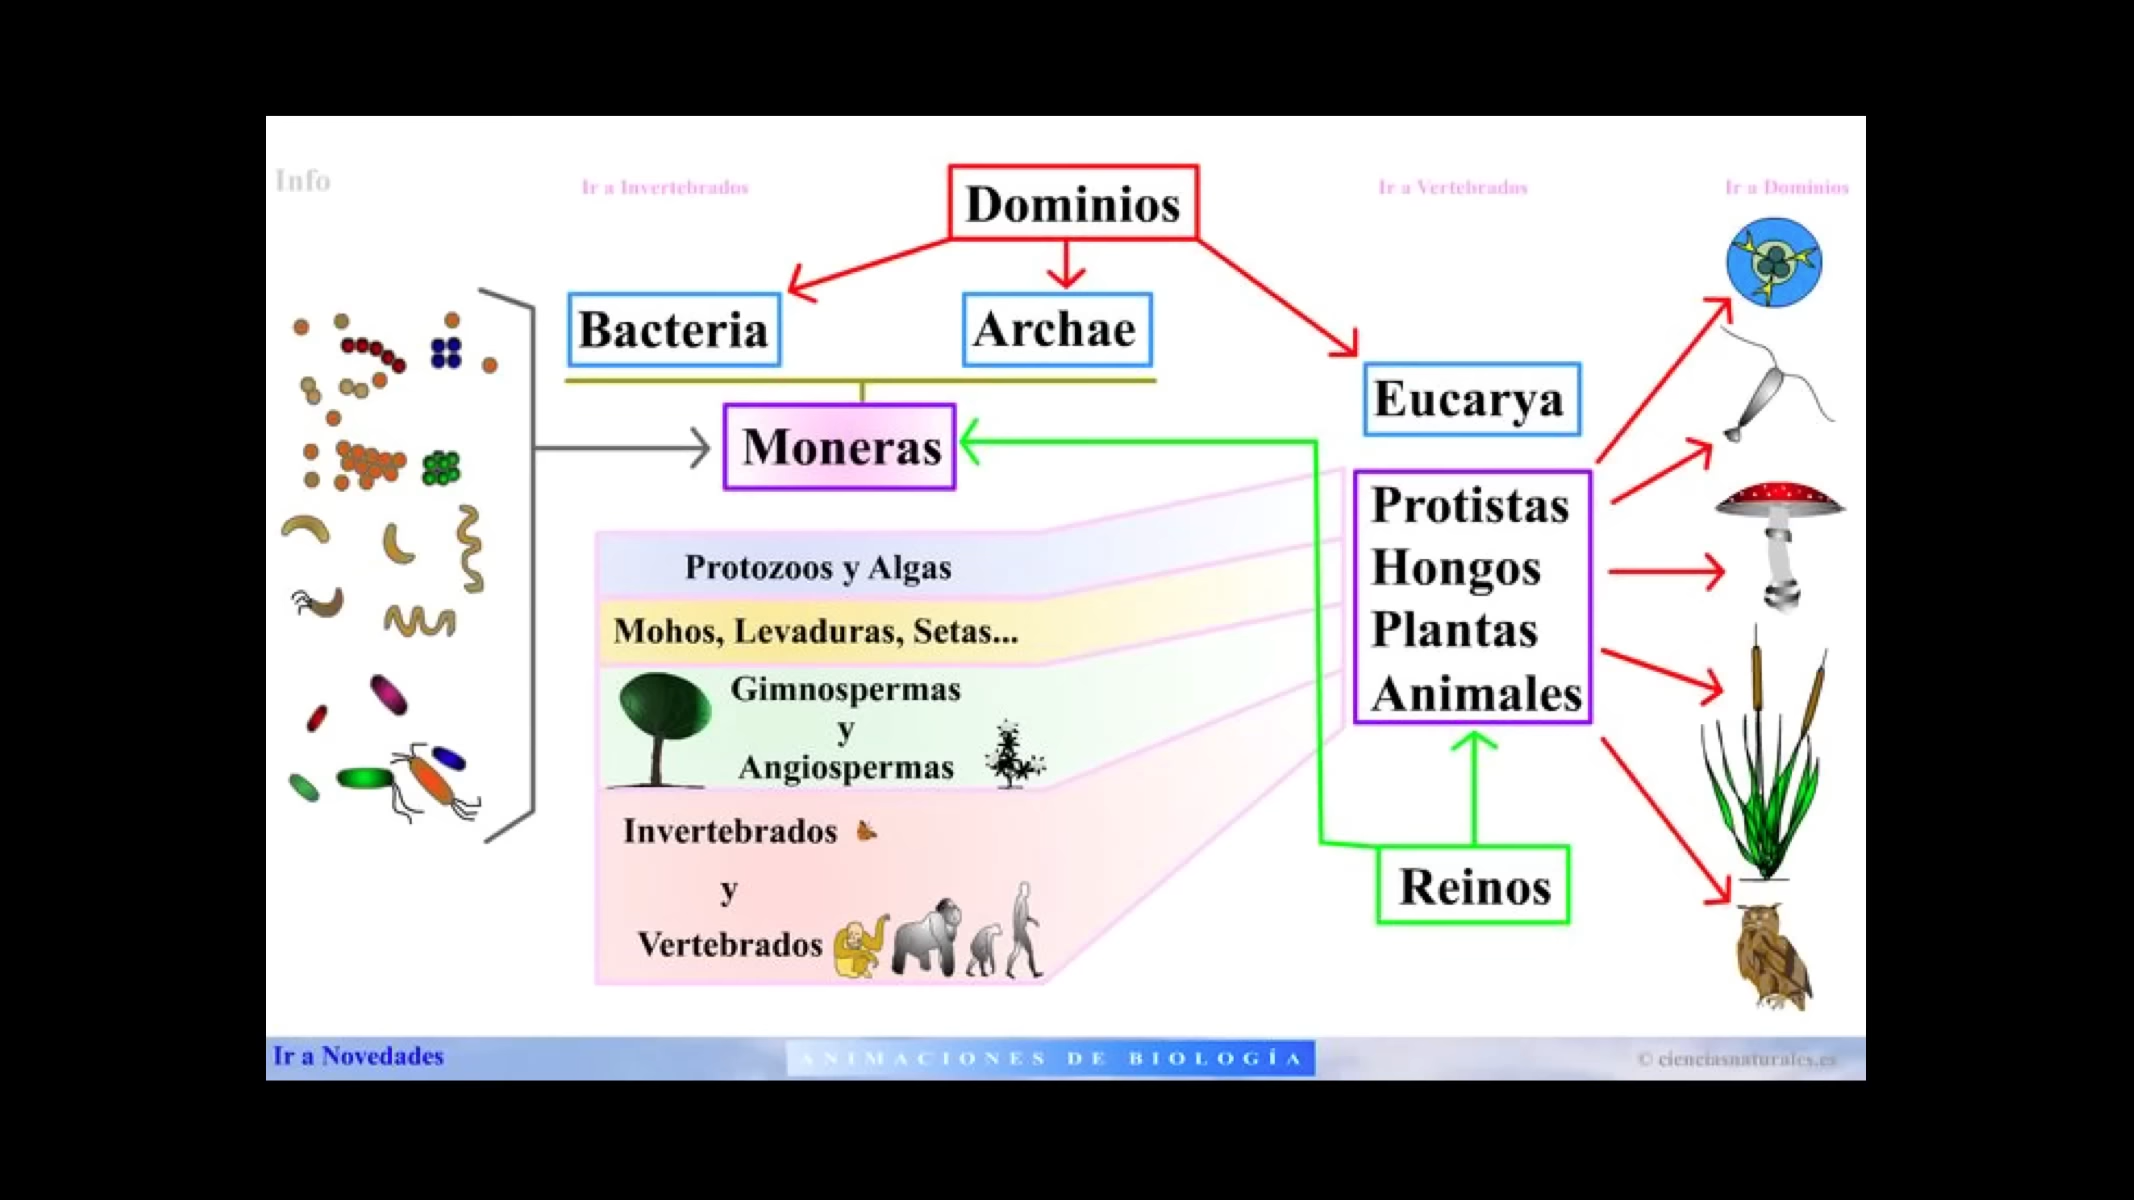 Info
Ir a Invertebrados
Dominios
Ir a Vertebrados
Ir a Dominios
Bacteria
Archae
Eucarya
Moneras
Protistas
Hongos
Plantas
Animales
Protozoos y Algas
Mohos, Levaduras, Setas...
Gimnospermas
y
Angiospermas
Invertebrados
y
Vertebrados
Reinos
Ir a Novedades
ANIMACIONES DE BIOLOGÍA
© cienciasnaturales.es